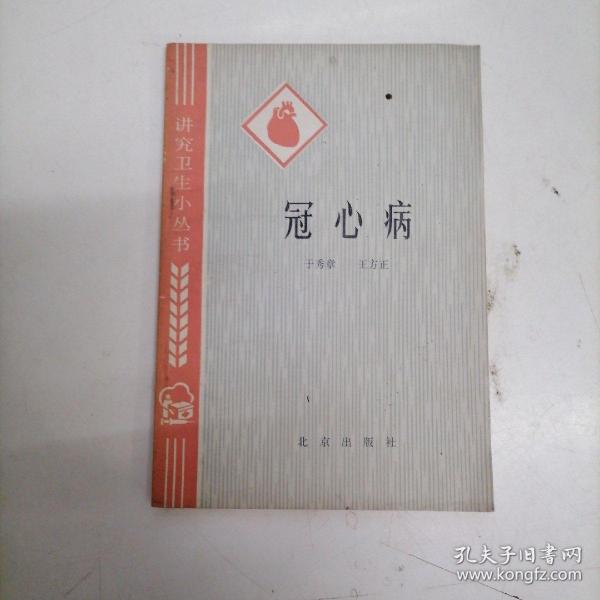 讲究卫生小丛书
冠心病
于秀章 王方正
北京出版社
孔夫子旧书网
www.kongfz.com